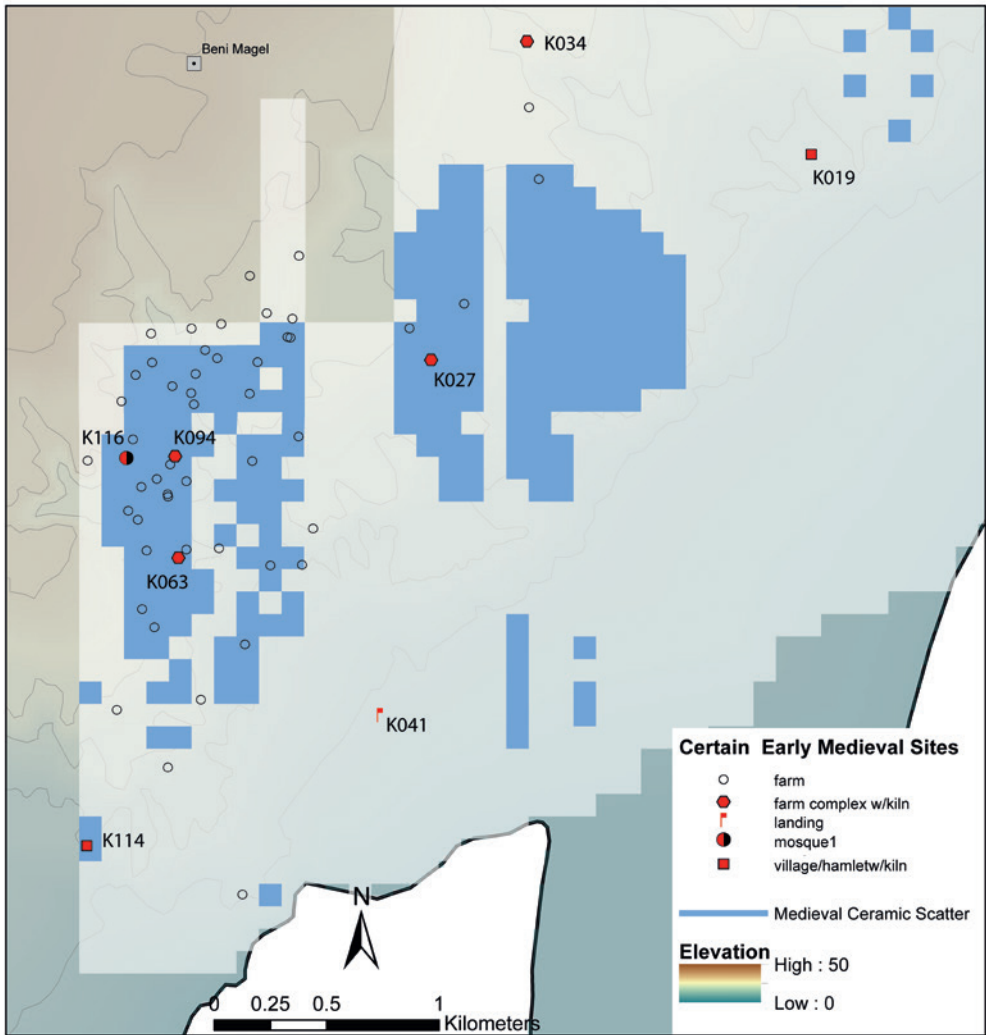 Beni Magel
K034
K019
K027
K116
K094
K063
K041
K114
N
0 0.25 0.5 1
Kilometers
Certain Early Medieval Sites
farm
farm complex w/kiln
landing
mosque1
village/hamletw/kiln
Medieval Ceramic Scatter
Elevation
High : 50
Low : 0